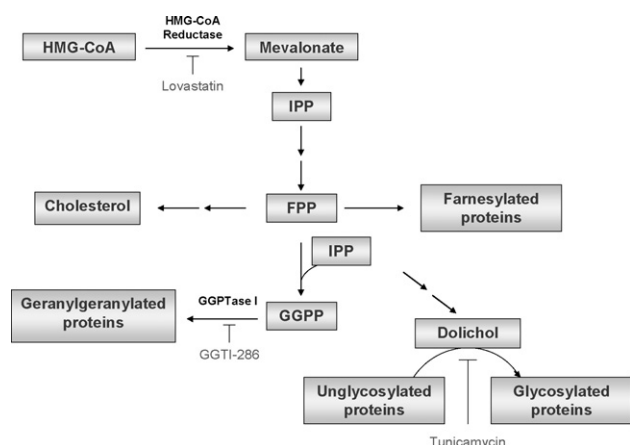 HMG-CoA
Reductase
HMG-CoA
Mevalonate
Lovastatin
IPP
Cholesterol
FPP
Farnesylated
proteins
IPP
Geranylgeranylated
proteins
GGPTase I
GGPP
GGTI-286
Dolichol
Unglycosylated
proteins
Glycosylated
proteins
Tunicamycin